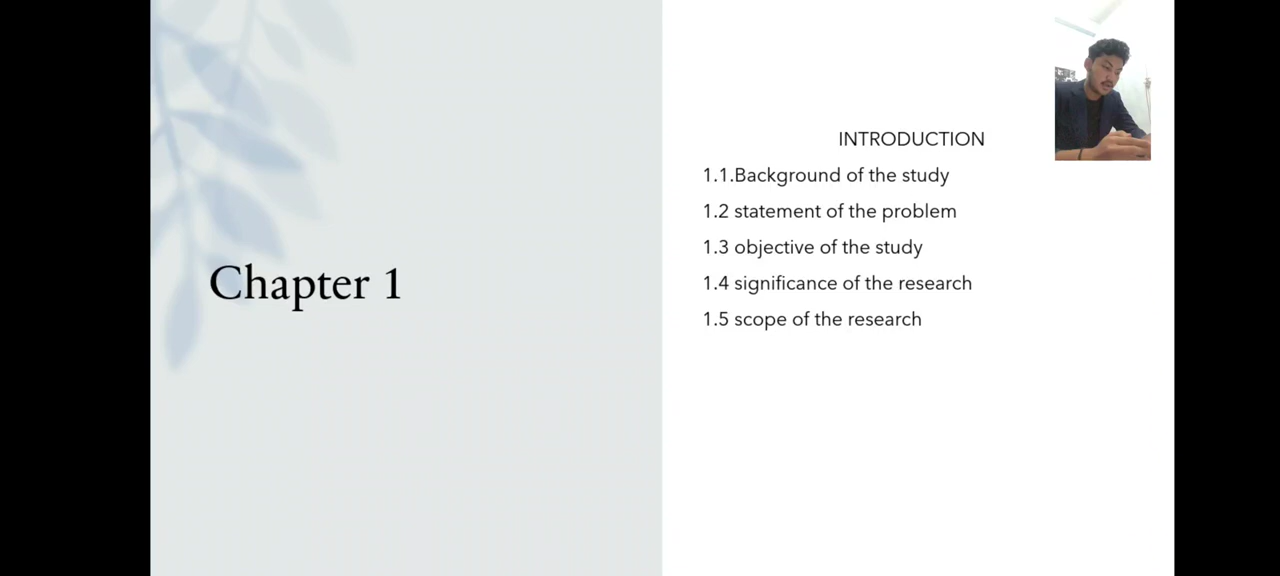 Chapter 1
INTRODUCTION
1.1.Background of the study
1.2 statement of the problem
1.3 objective of the study
1.4 significance of the research
1.5 scope of the research